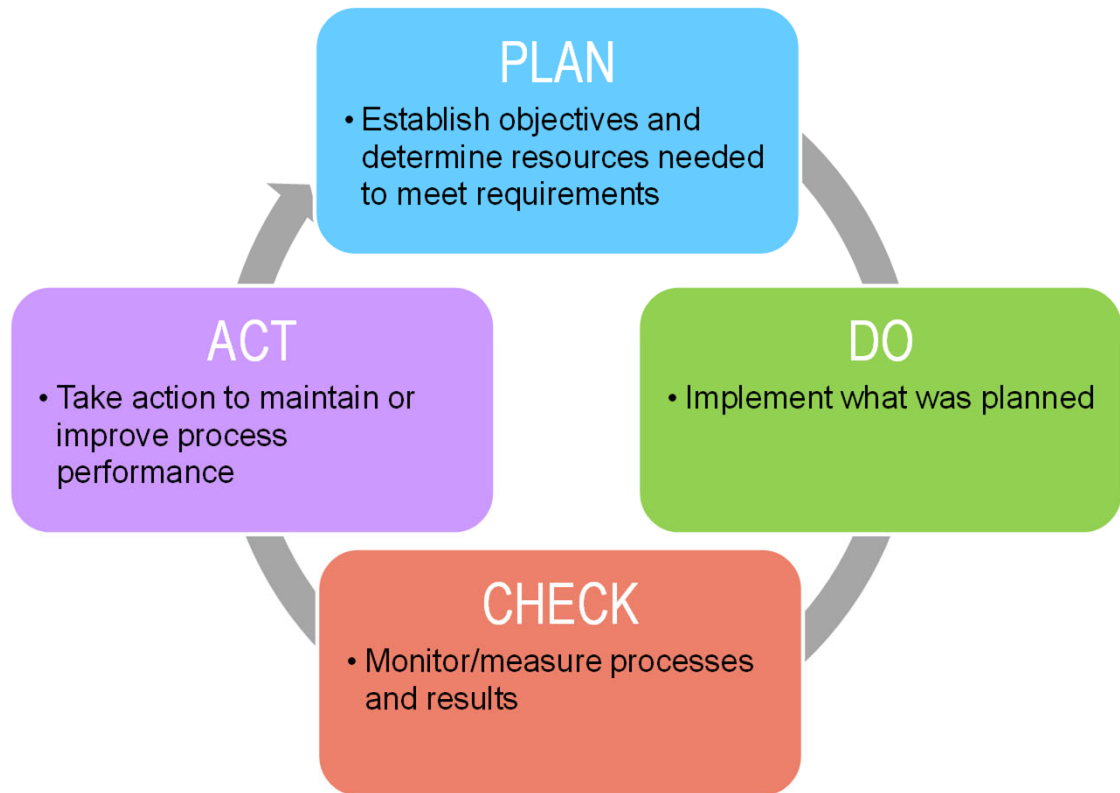 PLAN
• Establish objectives and
determine resources needed
to meet requirements
DO
• Implement what was planned
CHECK
• Monitor/measure processes
and results
ACT
• Take action to maintain or
improve process
performance